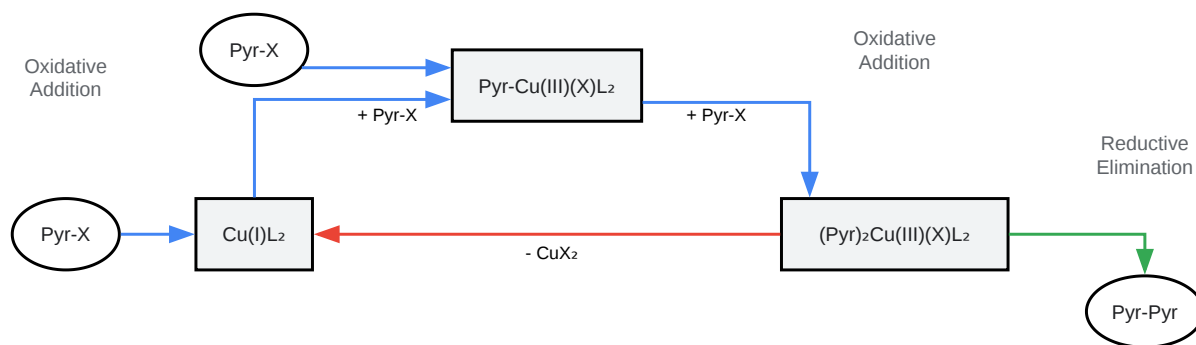 Pyr-X
Oxidative
Addition
Oxidative
Addition
Pyr-Cu(III)(X)L₂
+ Pyr-X
+ Pyr-X
Reductive
Elimination
Pyr-X
Cu(I)L₂
(Pyr)₂Cu(III)(X)L₂
- CuX₂
Pyr-Pyr